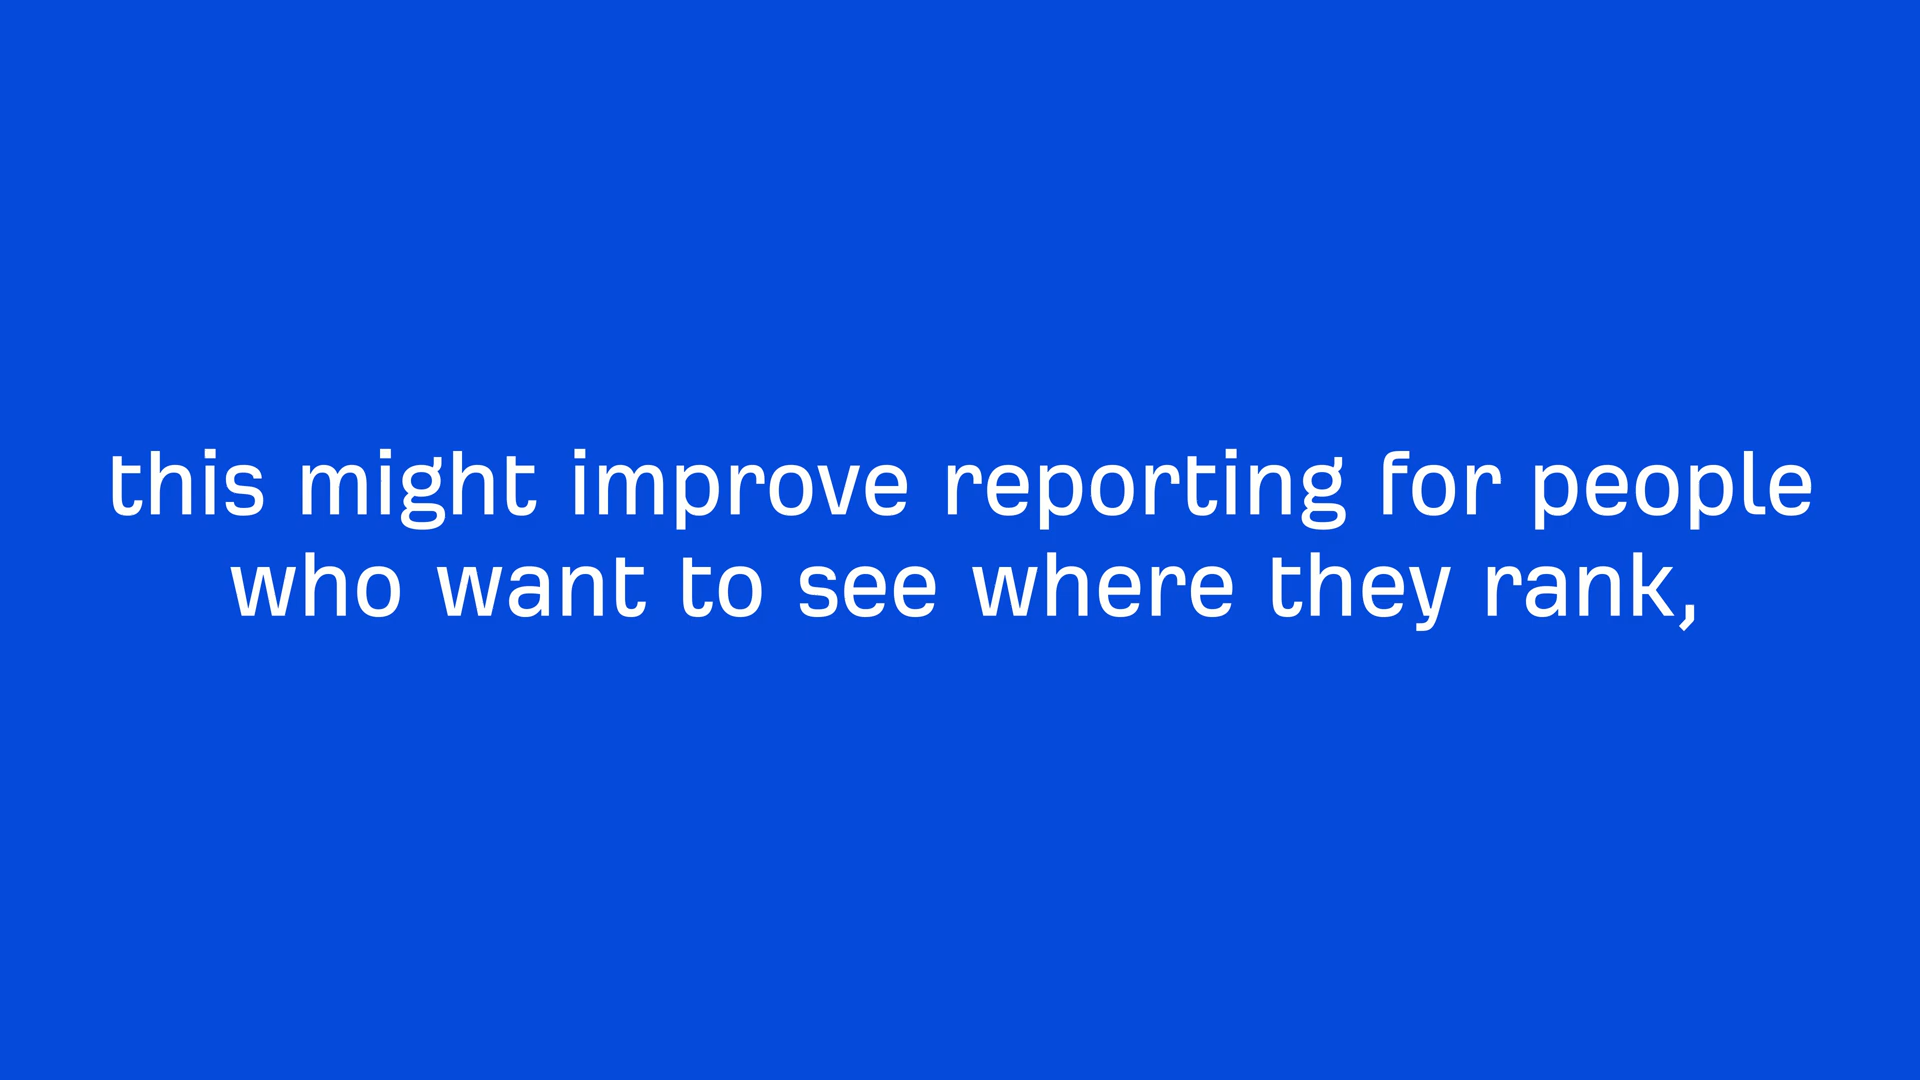 this might improve reporting for people
who want to see where they rank,